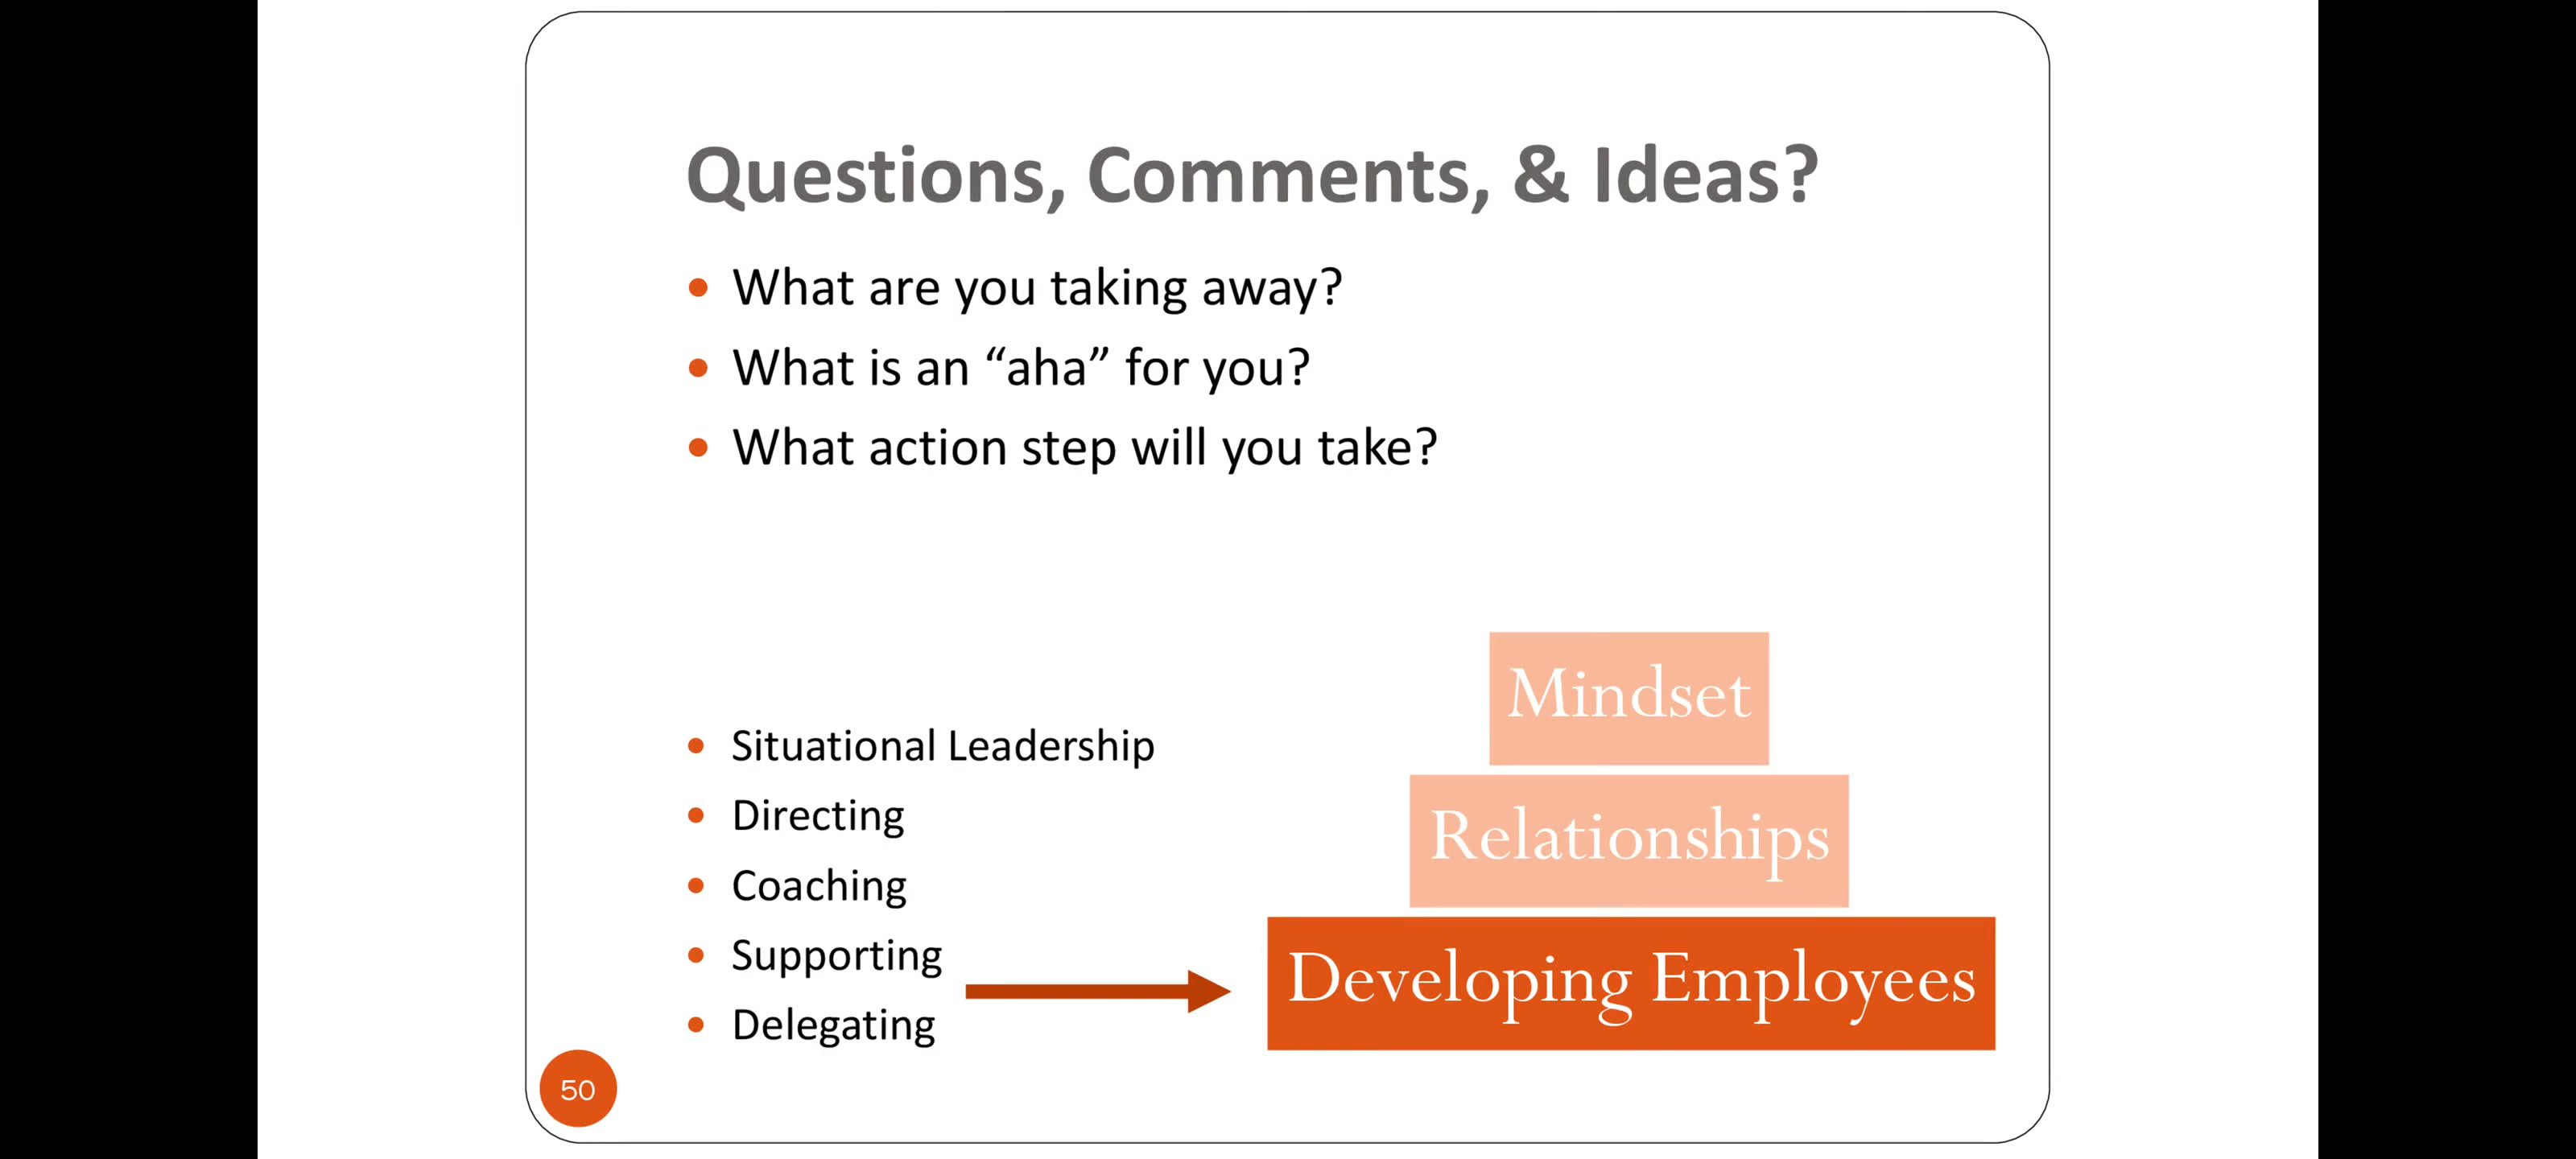 Questions, Comments, & Ideas?
What are you taking away?
What is an “aha” for you?
What action step will you take?
Situational Leadership
Directing
Coaching
Supporting
Delegating
Mindset
Relationships
Developing Employees
50